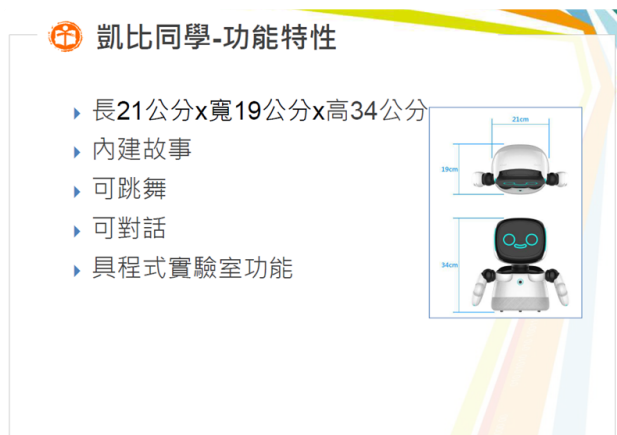 凱比同學-功能特性
長21公分x寬19公分x高34公分
內建故事
可跳舞
可對話
具程式實驗室功能
21cm
19cm
34cm